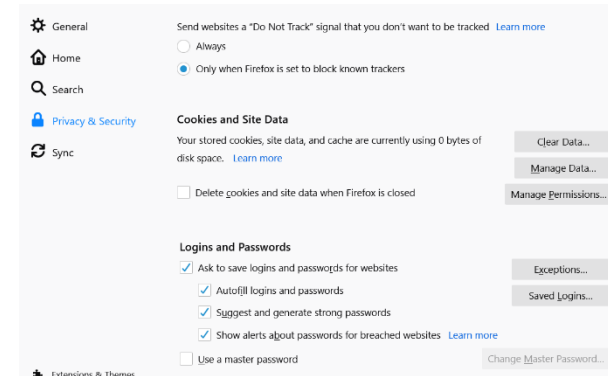 General
Home
Search
Privacy & Security
Sync
Extensions & Themes
Send websites a “Do Not Track” signal that you don’t want to be tracked Learn more
Always
Only when Firefox is set to block known trackers
Cookies and Site Data
Your stored cookies, site data, and cache are currently using 0 bytes of
disk space. Learn more
Clear Data...
Manage Data...
Delete cookies and site data when Firefox is closed
Manage Permissions...
Logins and Passwords
Ask to save logins and passwords for websites
Exceptions...
Autofill logins and passwords
Saved Logins...
Suggest and generate strong passwords
Show alerts about passwords for breached websites Learn more
Use a master password
Change Master Password...